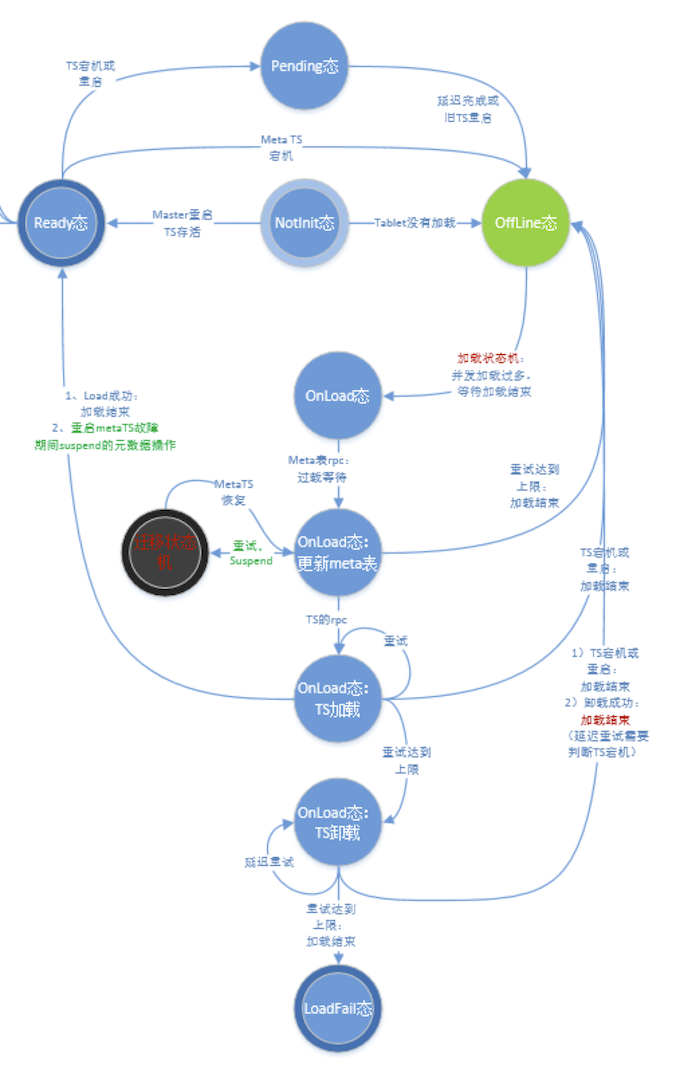 Pending态
TS宕机或
重启
延迟完成或
旧TS重启
Meta TS
宕机
Ready态
Master重启
TS存活
NotInit态
Tablet没有加载
OffLine态
加载状态机：
并发加载过多，
等待加载结束
OnLoad态
1、Load成功：
加载结束
2、重启metaTS故障
期间suspend的元数据操作
Meta表rpc：
过载等待
重试达到
上限：
加载结束
MetaTS
恢复
迁移状态
机
重试，
Suspend
OnLoad态：
更新meta表
TS宕机或
重启：
加载结束
TS的rpc
重试
OnLoad态：
TS加载
1）TS宕机或
重启：
加载结束
2）卸载成功：
加载结束
（延迟重试需要
判断TS宕机）
重试达到
上限
OnLoad态：
TS卸载
延迟重试
重试达到
上限：
加载结束
LoadFail态